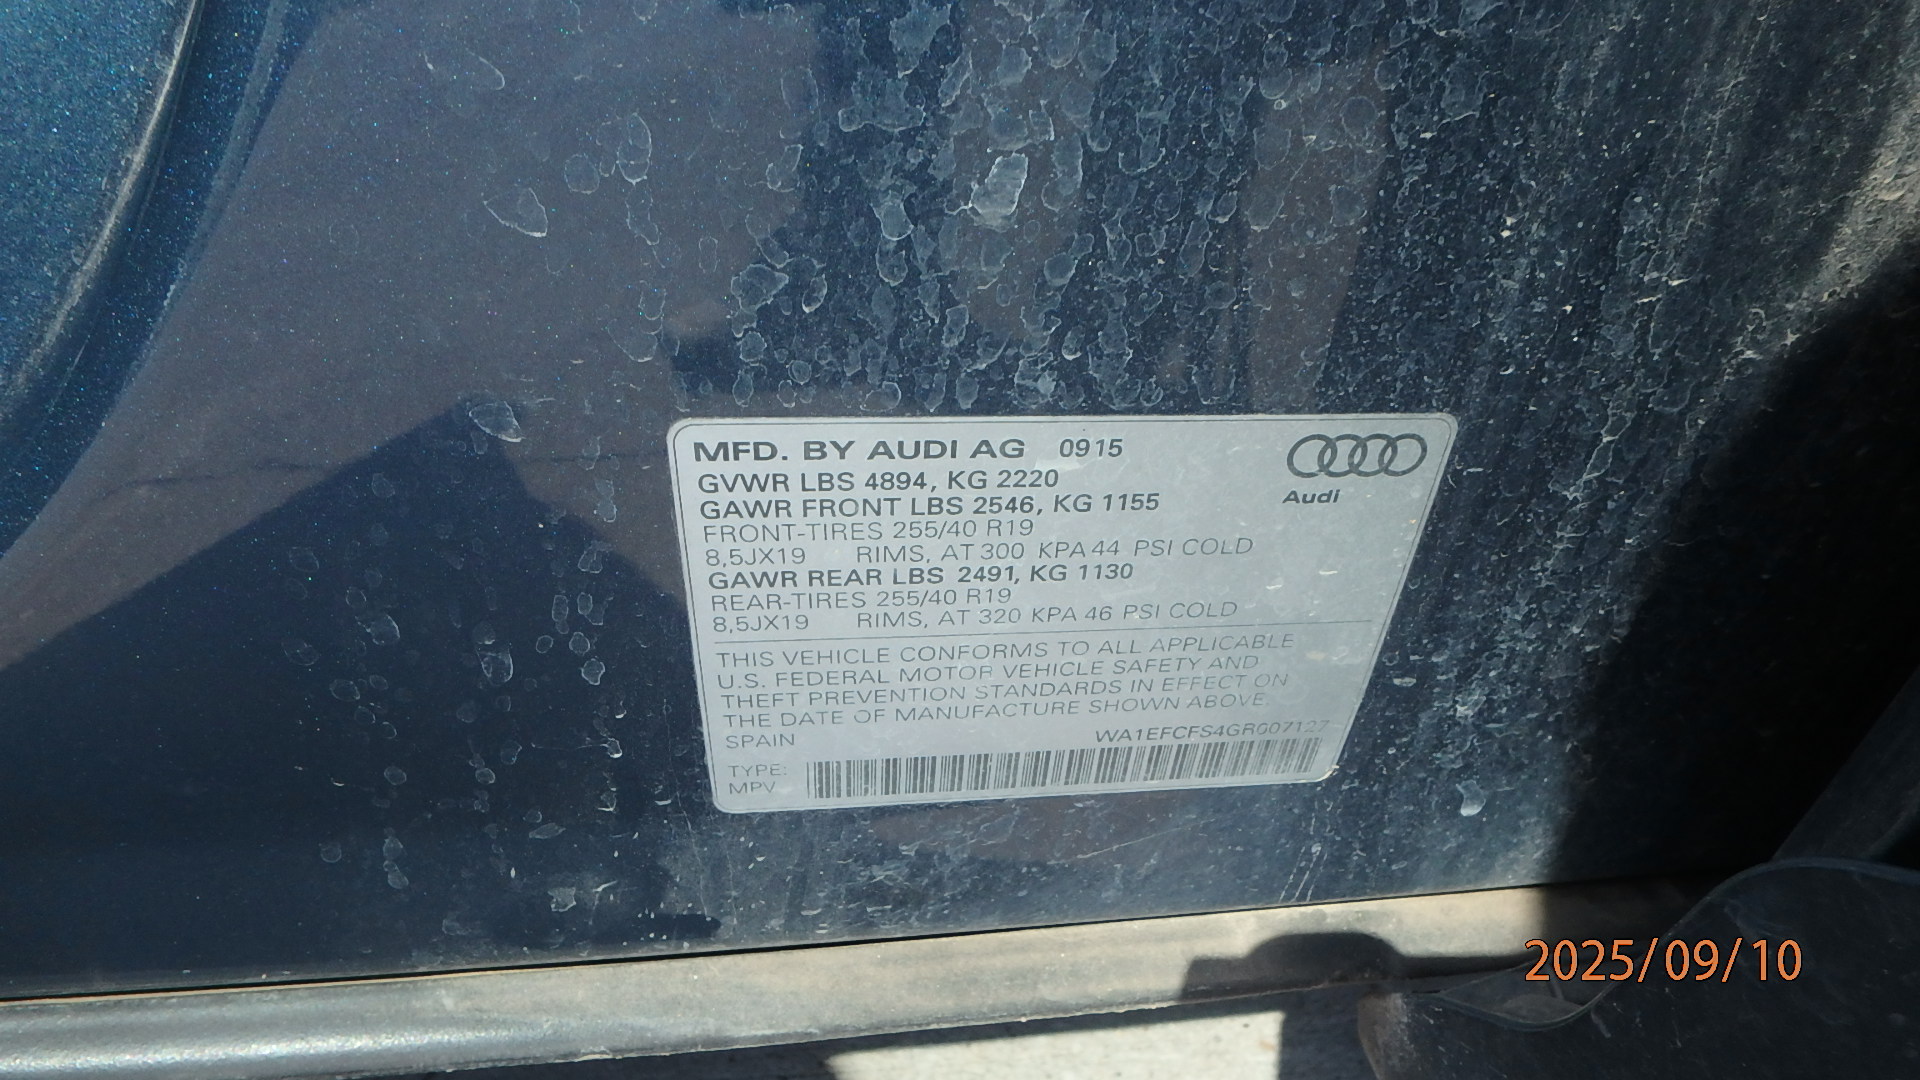 MFD. BY AUDI AG 0915
GVWR LBS 4894, KG 2220
GAWR FRONT LBS 2546, KG 1155
Audi
FRONT-TIRES 255/40 R19
8,5JX19 RIMS, AT 300 KPA 44 PSI COLD
GAWR REAR LBS 2491, KG 1130
REAR-TIRES 255/40 R19
8,5JX19 RIMS, AT 320 KPA 46 PSI COLD
THIS VEHICLE CONFORMS TO ALL APPLICABLE
U.S. FEDERAL MOTOR VEHICLE SAFETY AND
THEFT PREVENTION STANDARDS IN EFFECT ON
THE DATE OF MANUFACTURE SHOWN ABOVE.
SPAIN WA1EFCFS4GR007127
TYPE:
MPV
2025/09/10